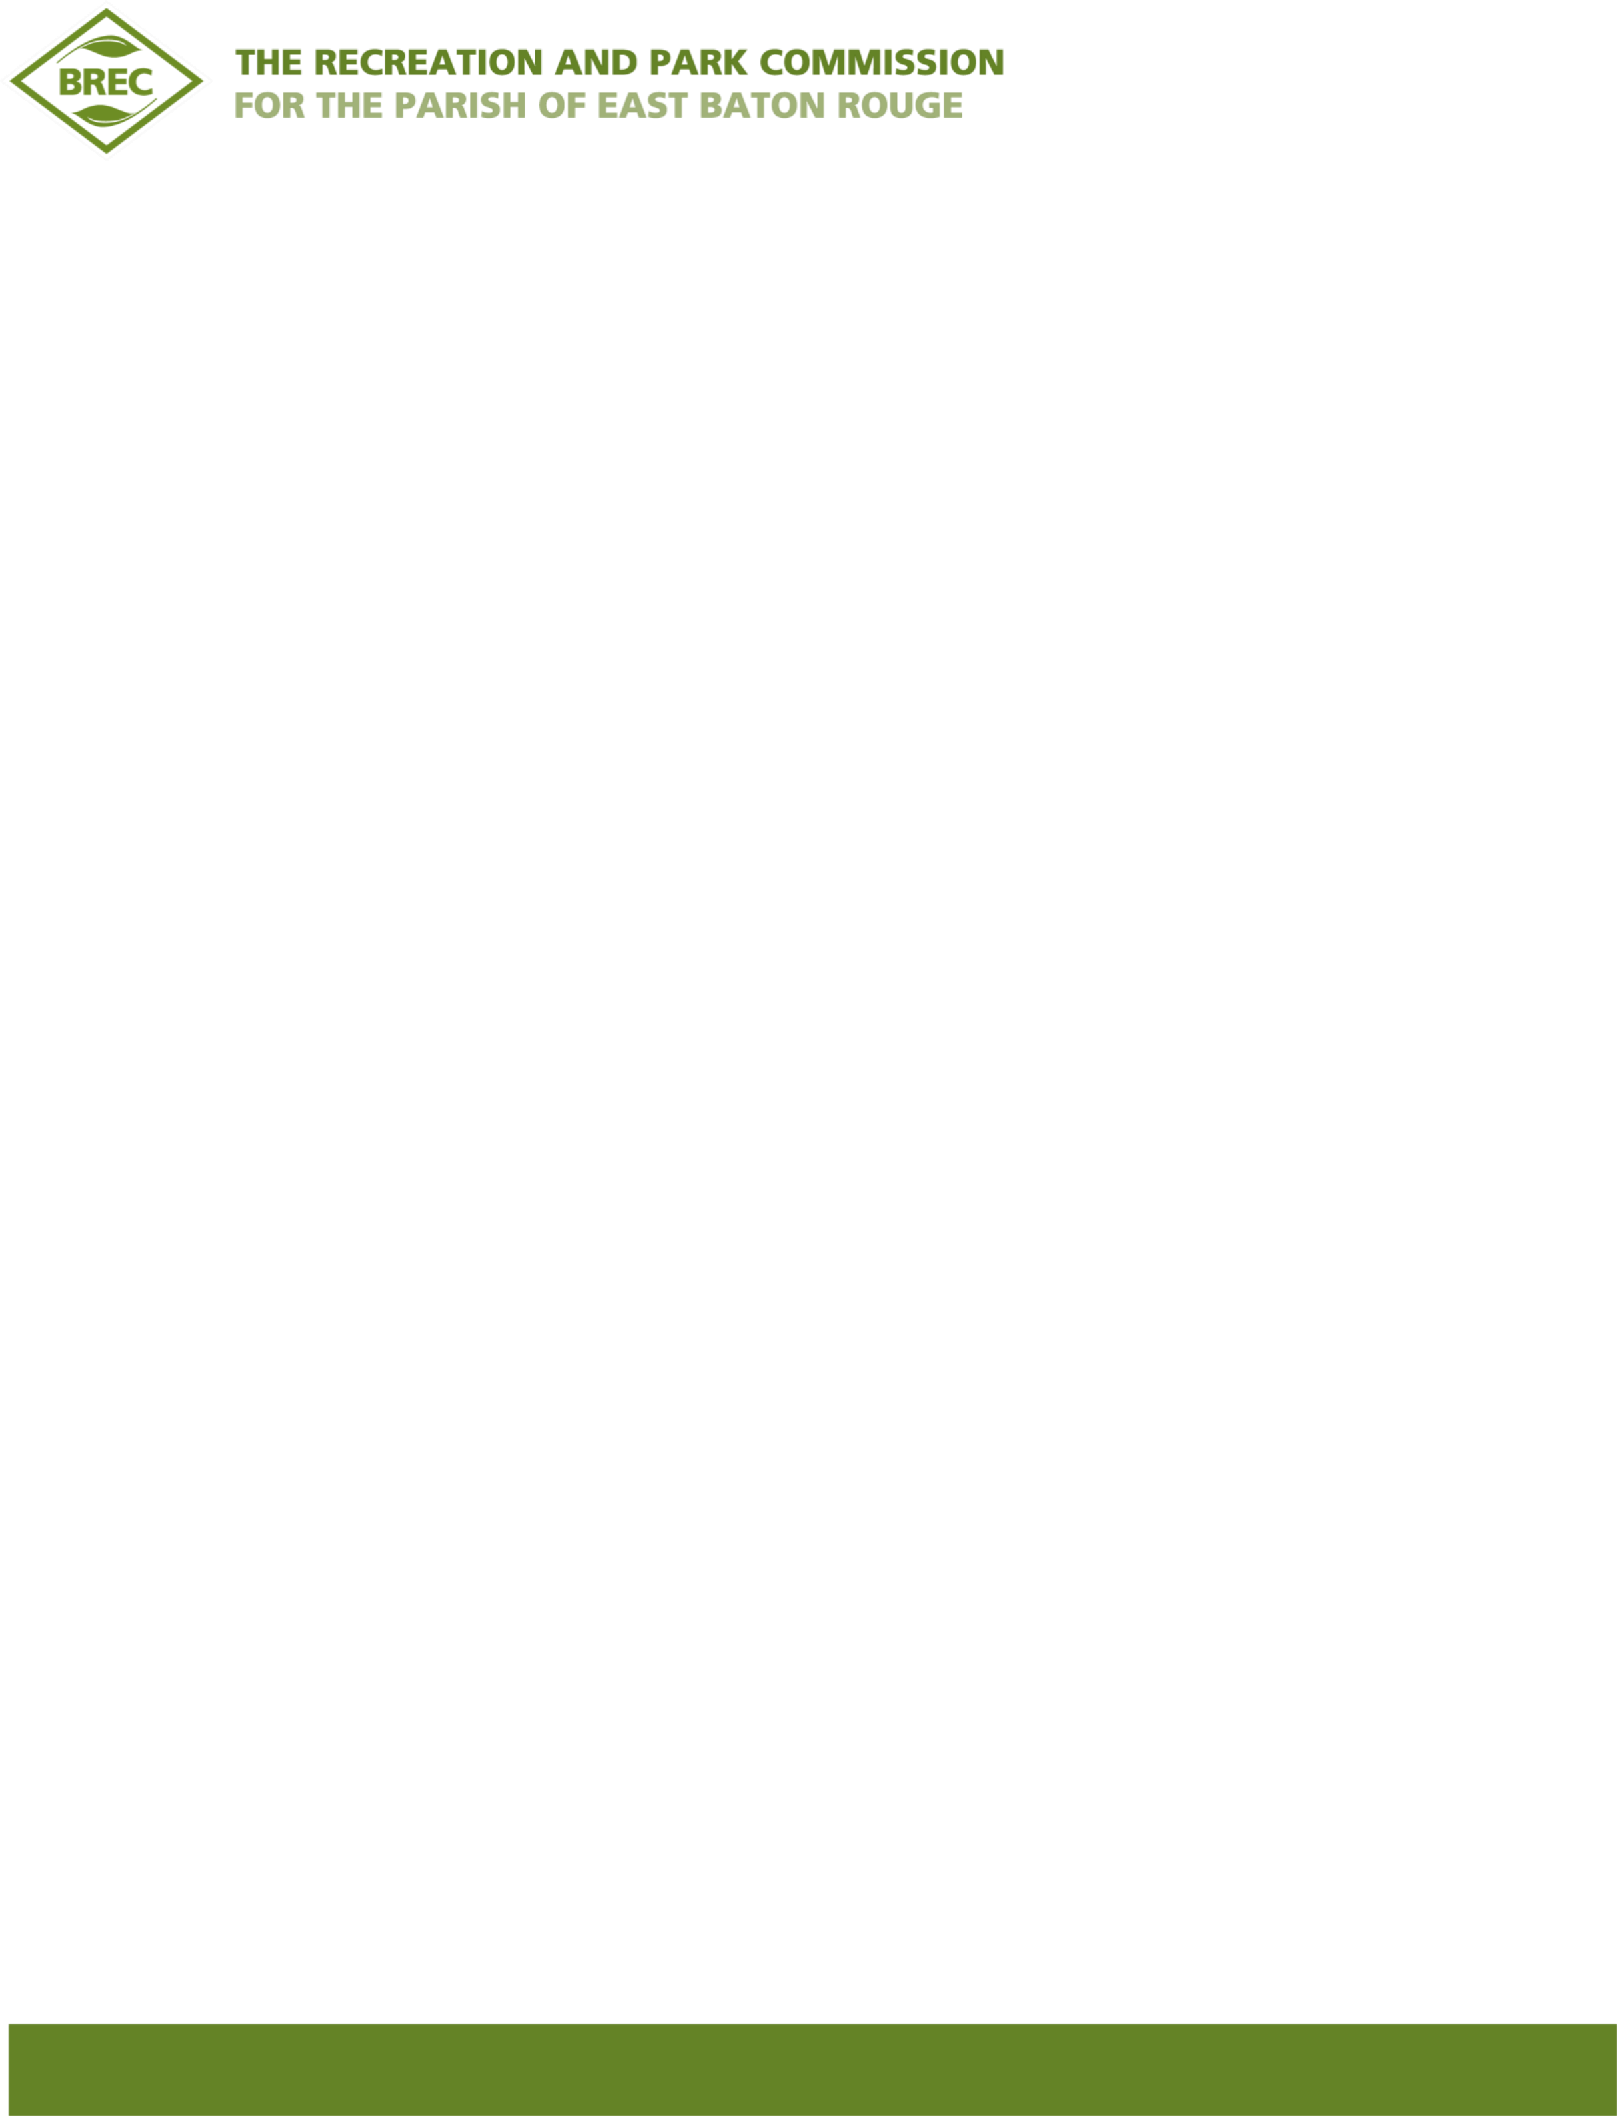 BREC
THE RECREATION AND PARK COMMISSION
FOR THE PARISH OF EAST BATON ROUGE